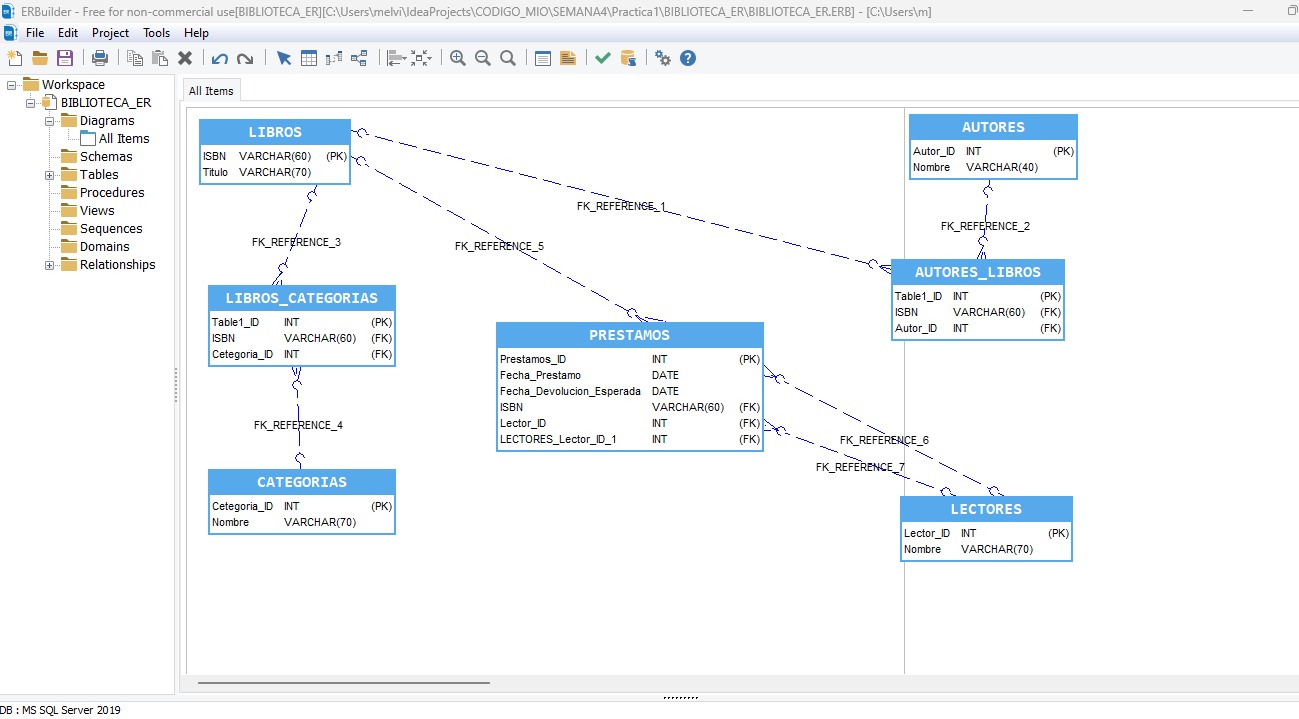 ERBuilder - Free for non-commercial use[BIBLIOTECA_ER][C:\Users\melvi\IdeaProjects\CODIGO_MIO\SEMANA4\Practica1\BIBLIOTECA_ER\BIBLIOTECA_ER.ERB] - [C:\Users\m]
File Edit Project Tools Help
Workspace
BIBLIOTECA_ER
Diagrams
All Items
Schemas
Tables
Procedures
Views
Sequences
Domains
Relationships
All Items
LIBROS
ISBN VARCHAR(60) (PK)
Titulo VARCHAR(70)
AUTORES
Autor_ID INT (PK)
Nombre VARCHAR(40)
FK_REFERENCE_1
FK_REFERENCE_2
FK_REFERENCE_3
FK_REFERENCE_5
AUTORES_LIBROS
Table1_ID INT (PK)
ISBN VARCHAR(60) (FK)
Autor_ID INT (FK)
LIBROS_CATEGORIAS
Table1_ID INT (PK)
ISBN VARCHAR(60) (FK)
Cetegoria_ID INT (FK)
PRESTAMOS
Prestamos_ID INT (PK)
Fecha_Prestamo DATE
Fecha_Devolucion_Esperada DATE
ISBN VARCHAR(60) (FK)
Lector_ID INT (FK)
LECTORES_Lector_ID_1 INT (FK)
FK_REFERENCE_4
FK_REFERENCE_6
FK_REFERENCE_7
CATEGORIAS
Cetegoria_ID INT (PK)
Nombre VARCHAR(70)
LECTORES
Lector_ID INT (PK)
Nombre VARCHAR(70)
DB : MS SQL Server 2019